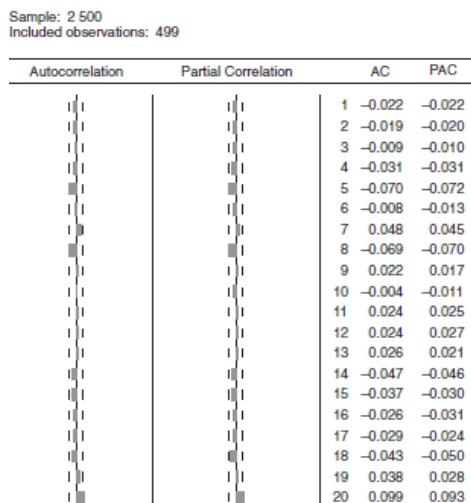 Sample: 2 500
Included observations: 499
Autocorrelation Partial Correlation AC PAC
1 –0.022 –0.022
2 –0.019 –0.020
3 –0.009 –0.010
4 –0.031 –0.031
5 –0.070 –0.072
6 –0.008 –0.013
7 0.048 0.045
8 –0.069 –0.070
9 0.022 0.017
10 –0.004 –0.011
11 0.024 0.025
12 0.024 0.027
13 0.026 0.021
14 –0.047 –0.046
15 –0.037 –0.030
16 –0.026 –0.031
17 –0.029 –0.024
18 –0.043 –0.050
19 0.038 0.028
20 0.099 0.093